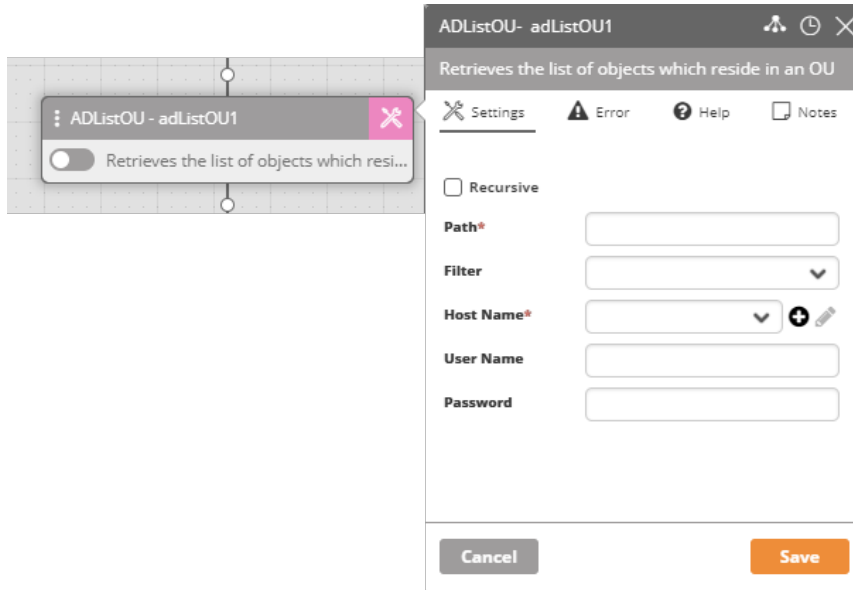 ADListOU - adListOU1
Retrieves the list of objects which resi...
ADListOU- adListOU1
Retrieves the list of objects which reside in an OU
Settings Error Help Notes
Recursive
Path*
Filter
Host Name*
User Name
Password
Cancel Save